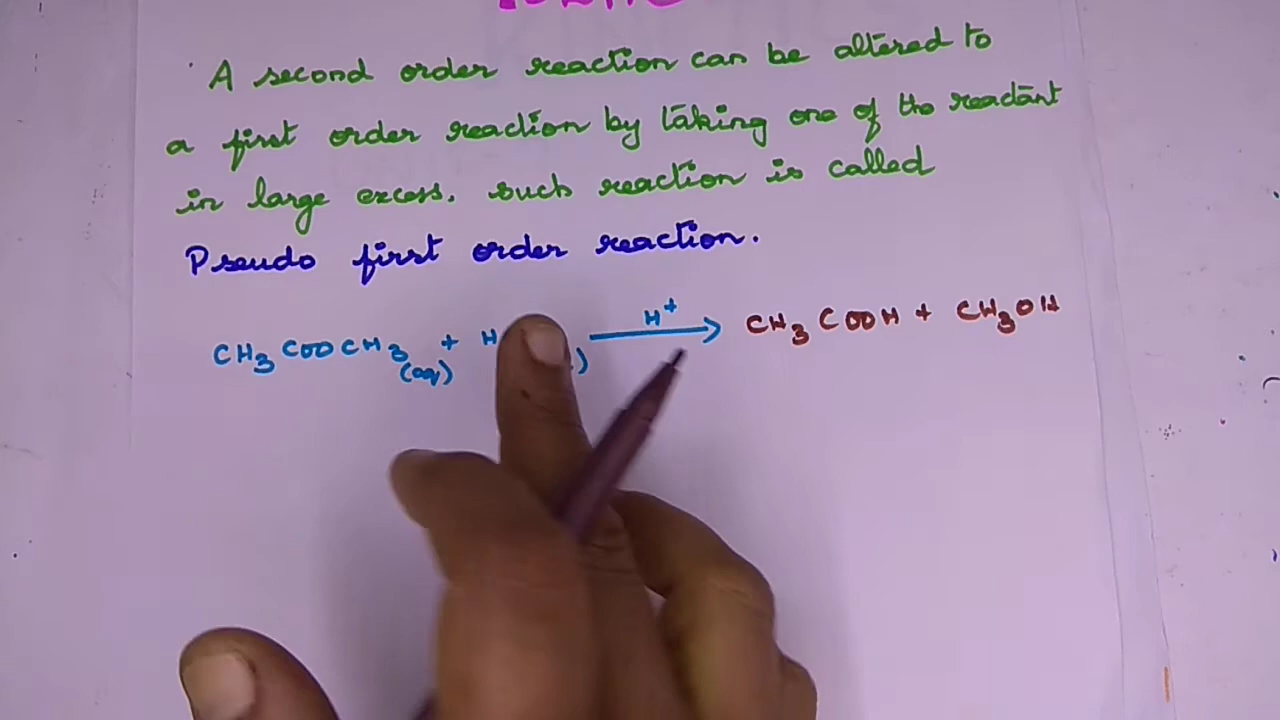 A second order reaction can be altered to
a first order reaction by taking one of the readant
in large excess. such reaction is called
Pseudo first order reaction.
CH₃COOCH₃(aq) + H H⁺ → CH₃COOH + CH₃OH